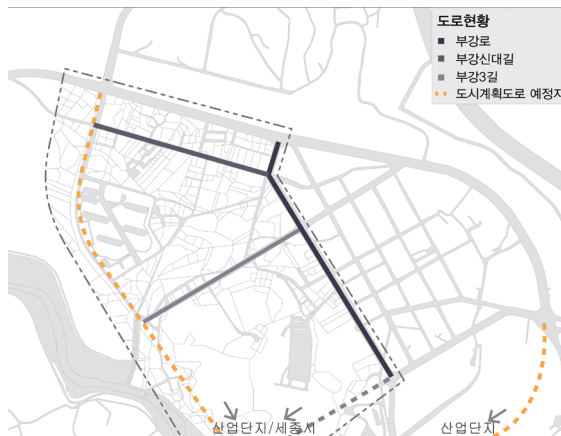 도로현황
부강로
부강신대길
부강3길
도시계획도로 예정지
산업단지/세종시
산업단지